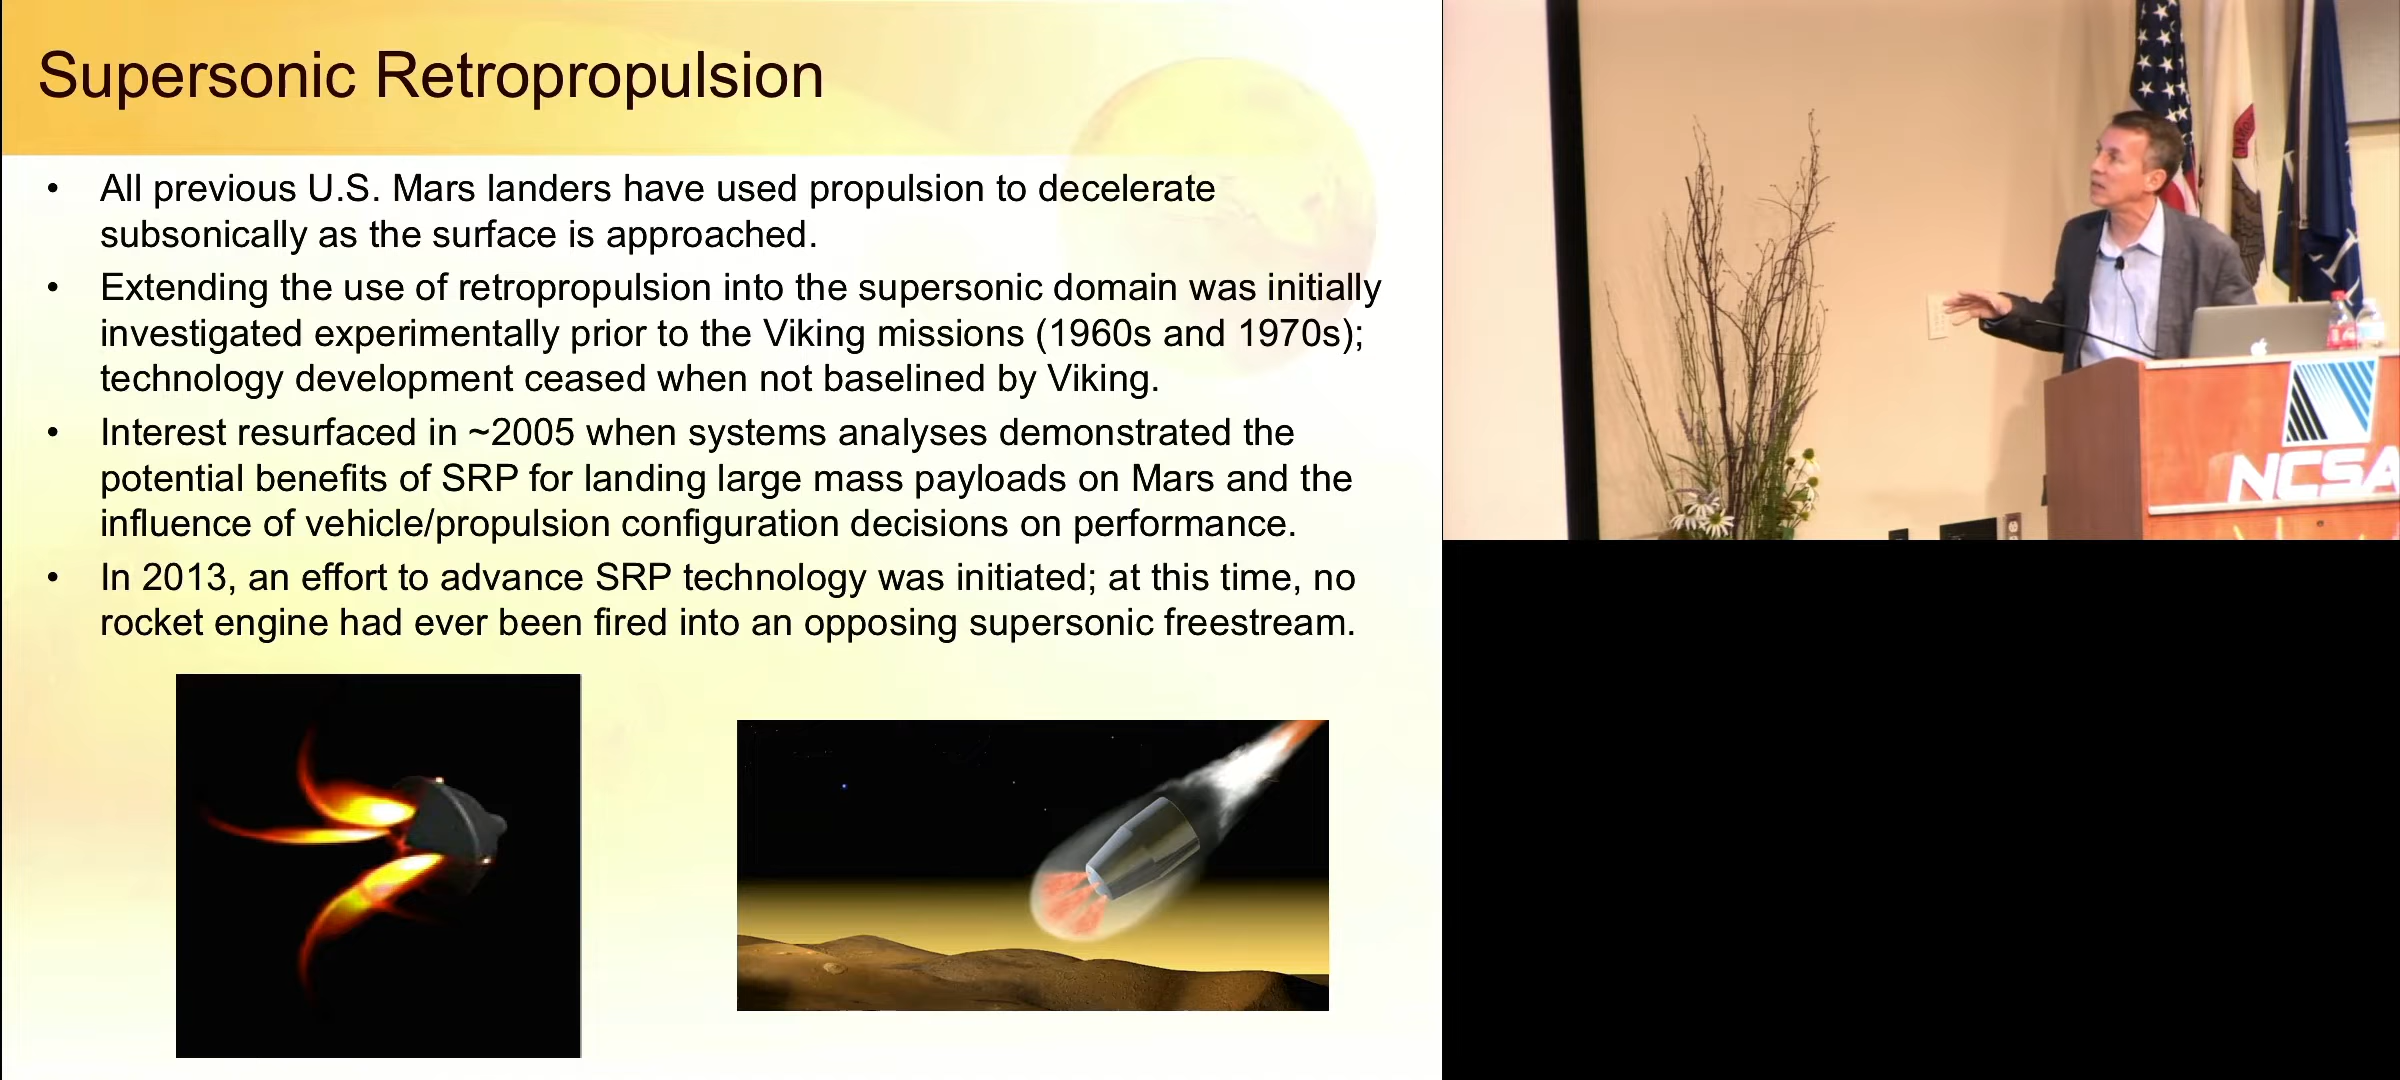 Supersonic Retropropulsion
• All previous U.S. Mars landers have used propulsion to decelerate
subsonically as the surface is approached.
• Extending the use of retropropulsion into the supersonic domain was initially
investigated experimentally prior to the Viking missions (1960s and 1970s);
technology development ceased when not baselined by Viking.
• Interest resurfaced in ~2005 when systems analyses demonstrated the
potential benefits of SRP for landing large mass payloads on Mars and the
influence of vehicle/propulsion configuration decisions on performance.
• In 2013, an effort to advance SRP technology was initiated; at this time, no
rocket engine had ever been fired into an opposing supersonic freestream.
NCSA